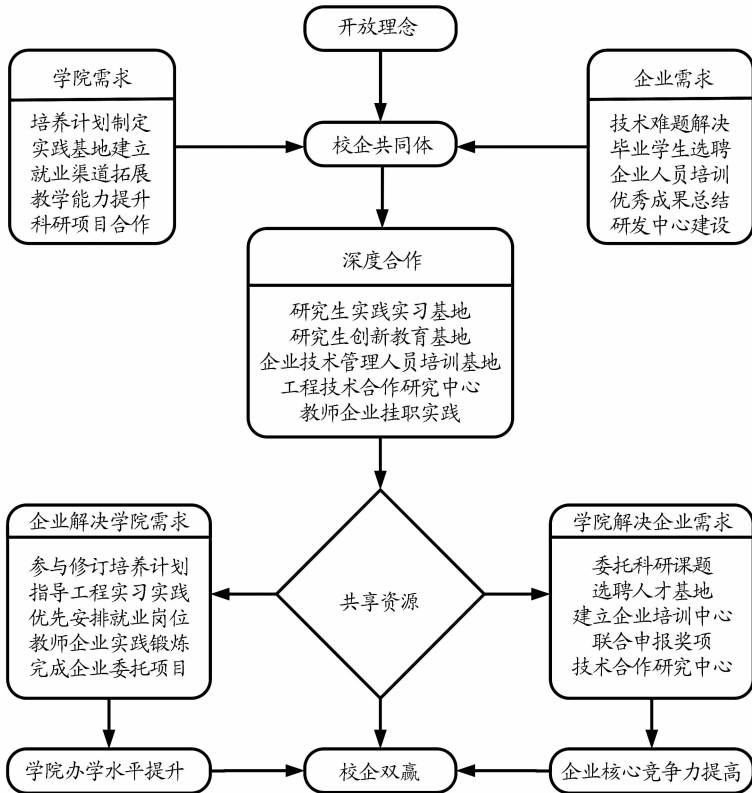 开放理念
学院需求
培养计划制定
实践基地建立
就业渠道拓展
教学能力提升
科研项目合作
校企共同体
企业需求
技术难题解决
毕业学生选聘
企业人员培训
优秀成果总结
研发中心建设
深度合作
研究生实践实习基地
研究生创新教育基地
企业技术管理人员培训基地
工程技术合作研究中心
教师企业挂职实践
企业解决学院需求
参与修订培养计划
指导工程实习实践
优先安排就业岗位
教师企业实践锻炼
完成企业委托项目
共享资源
学院解决企业需求
委托科研课题
选聘人才基地
建立企业培训中心
联合申报奖项
技术合作研究中心
学院办学水平提升
校企双赢
企业核心竞争力提高